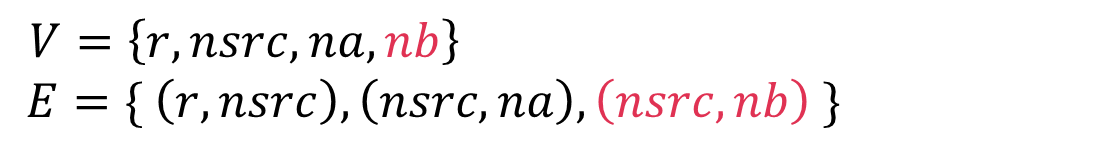 V = {r, nsrc, na, nb}
E = { (r, nsrc), (nsrc, na), (nsrc, nb) }